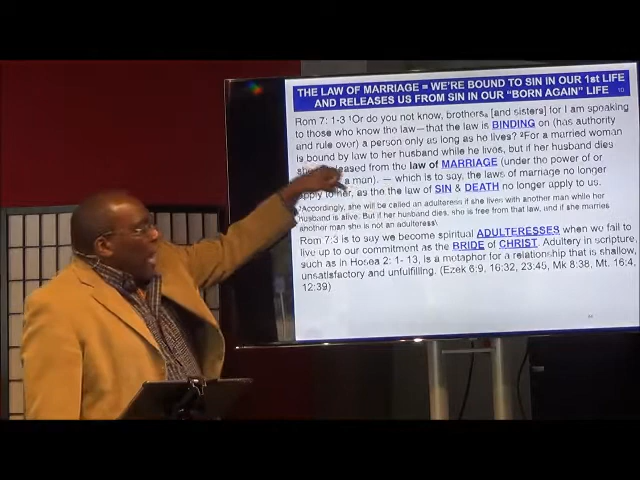 THE LAW OF MARRIAGE = WE'RE BOUND TO SIN IN OUR 1st LIFE
AND RELEASES US FROM SIN IN OUR "BORN AGAIN" LIFE
Rom 7: 1-3 ¹Or do you not know, brothers, [and sisters] for I am speaking
to those who know the law—that the law is BINDING on (has authority
and rule over) a person only as long as he lives? ²For a married woman
is bound by law to her husband while he lives, but if her husband dies
released from the law of MARRIAGE (under the power of or
a man). — which is to say, the laws of marriage no longer
apply to her, as the the law of SIN & DEATH no longer apply to us.
³Accordingly, she will be called an adulteress if she lives with another man while her
husband is alive. But if her husband dies, she is free from that law, and if she marries
another man she is not an adulteress\
Rom 7:3 is to say we become spiritual ADULTERESSES when we fail to
live up to our commitment as the BRIDE of CHRIST. Adultery in scripture,
such as in Hosea 2: 1- 13, is a metaphor for a relationship that is shallow,
unsatisfactory and unfulfilling. (Ezek 6:9, 16:32, 23:45, Mk 8:38, Mt. 16:4,
12:39)